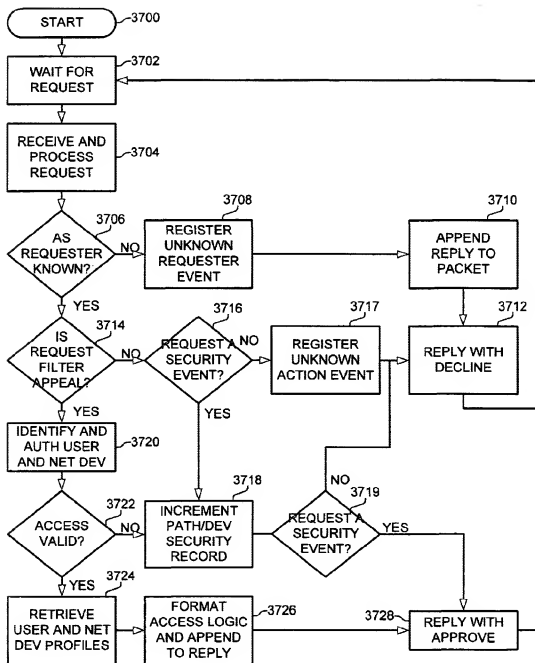 START
3700
WAIT FOR
REQUEST
3702
RECEIVE AND
PROCESS
REQUEST
3704
AS
REQUESTER
KNOWN?
3706
NO
REGISTER
UNKNOWN
REQUESTER
EVENT
3708
APPEND
REPLY TO
PACKET
3710
YES
IS
REQUEST
FILTER
APPEAL?
3714
NO
REQUEST A
SECURITY
EVENT?
3716
NO
REGISTER
UNKNOWN
ACTION EVENT
3717
REPLY WITH
DECLINE
3712
YES
YES
IDENTIFY AND
AUTH USER
AND NET DEV
3720
NO
ACCESS
VALID?
3722
NO
INCREMENT
PATH/DEV
SECURITY
RECORD
3718
REQUEST A
SECURITY
EVENT?
3719
YES
YES
RETRIEVE
USER AND NET
DEV PROFILES
3724
FORMAT
ACCESS LOGIC
AND APPEND
TO REPLY
3726
REPLY WITH
APPROVE
3728